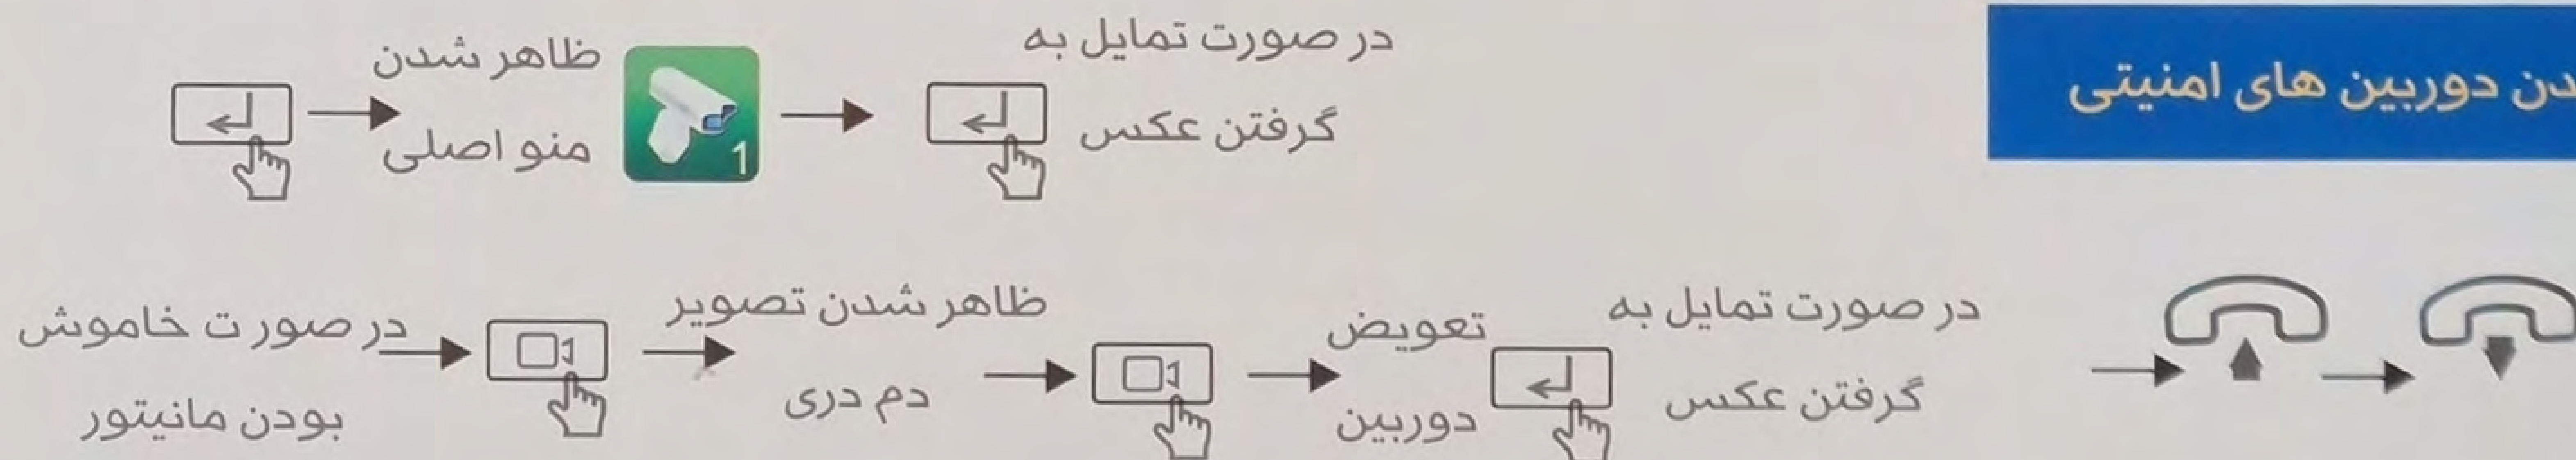 دن دوربین های امنیتی
ظاهر شدن
منو اصلی
1
در صورت تمایل به
گرفتن عکس
در صورت خاموش
بودن مانیتور
ظاهر شدن تصویر
دم دری
تعویض
دوربین
در صورت تمایل به
گرفتن عکس